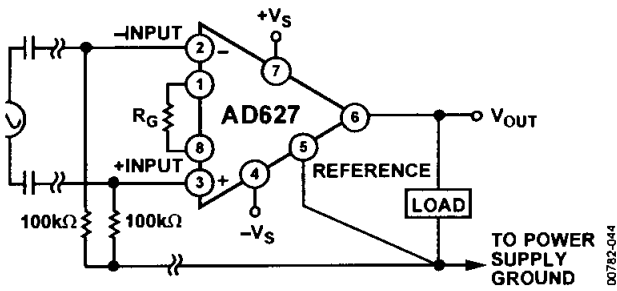 +VS
–INPUT
2
–
7
1
RG
AD627
6
VOUT
8
5
REFERENCE
+INPUT
3
+
4
LOAD
100kΩ
100kΩ
–VS
TO POWER
SUPPLY
GROUND
00782-044